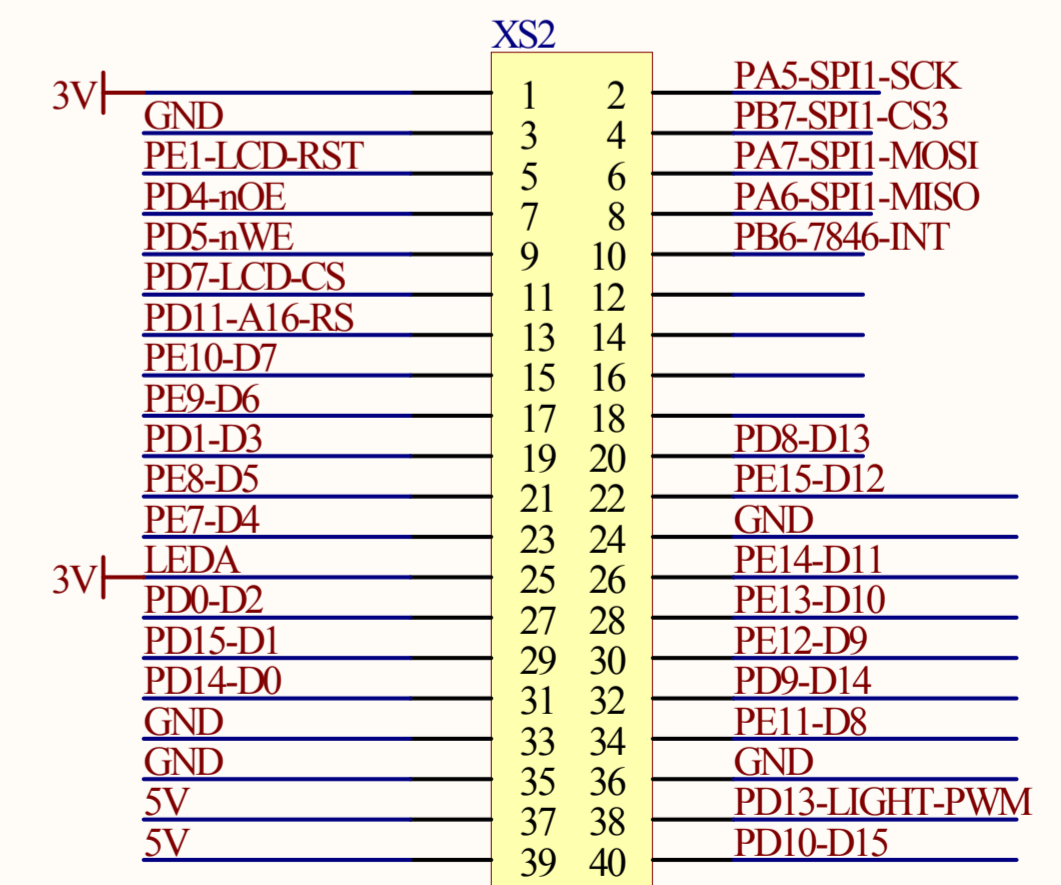 XS2
3V 1 2 PA5-SPI1-SCK
GND 3 4 PB7-SPI1-CS3
PE1-LCD-RST 5 6 PA7-SPI1-MOSI
PD4-nOE 7 8 PA6-SPI1-MISO
PD5-nWE 9 10 PB6-7846-INT
PD7-LCD-CS 11 12
PD11-A16-RS 13 14
PE10-D7 15 16
PE9-D6 17 18
PD1-D3 19 20 PD8-D13
PE8-D5 21 22 PE15-D12
PE7-D4 23 24 GND
3V LEDA 25 26 PE14-D11
PD0-D2 27 28 PE13-D10
PD15-D1 29 30 PE12-D9
PD14-D0 31 32 PD9-D14
GND 33 34 PE11-D8
GND 35 36 GND
5V 37 38 PD13-LIGHT-PWM
5V 39 40 PD10-D15